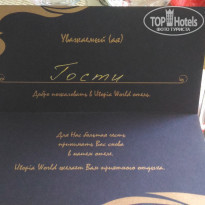 TOP Hotels
ФОТО ТУРИСТА
Уважаемый (ая)
Гости
Добро пожаловать в Utopia World отель.
Для Нас большая честь
принимать Вас снова
в нашем отеле.
Utopia World желает Вам приятного отдыха.